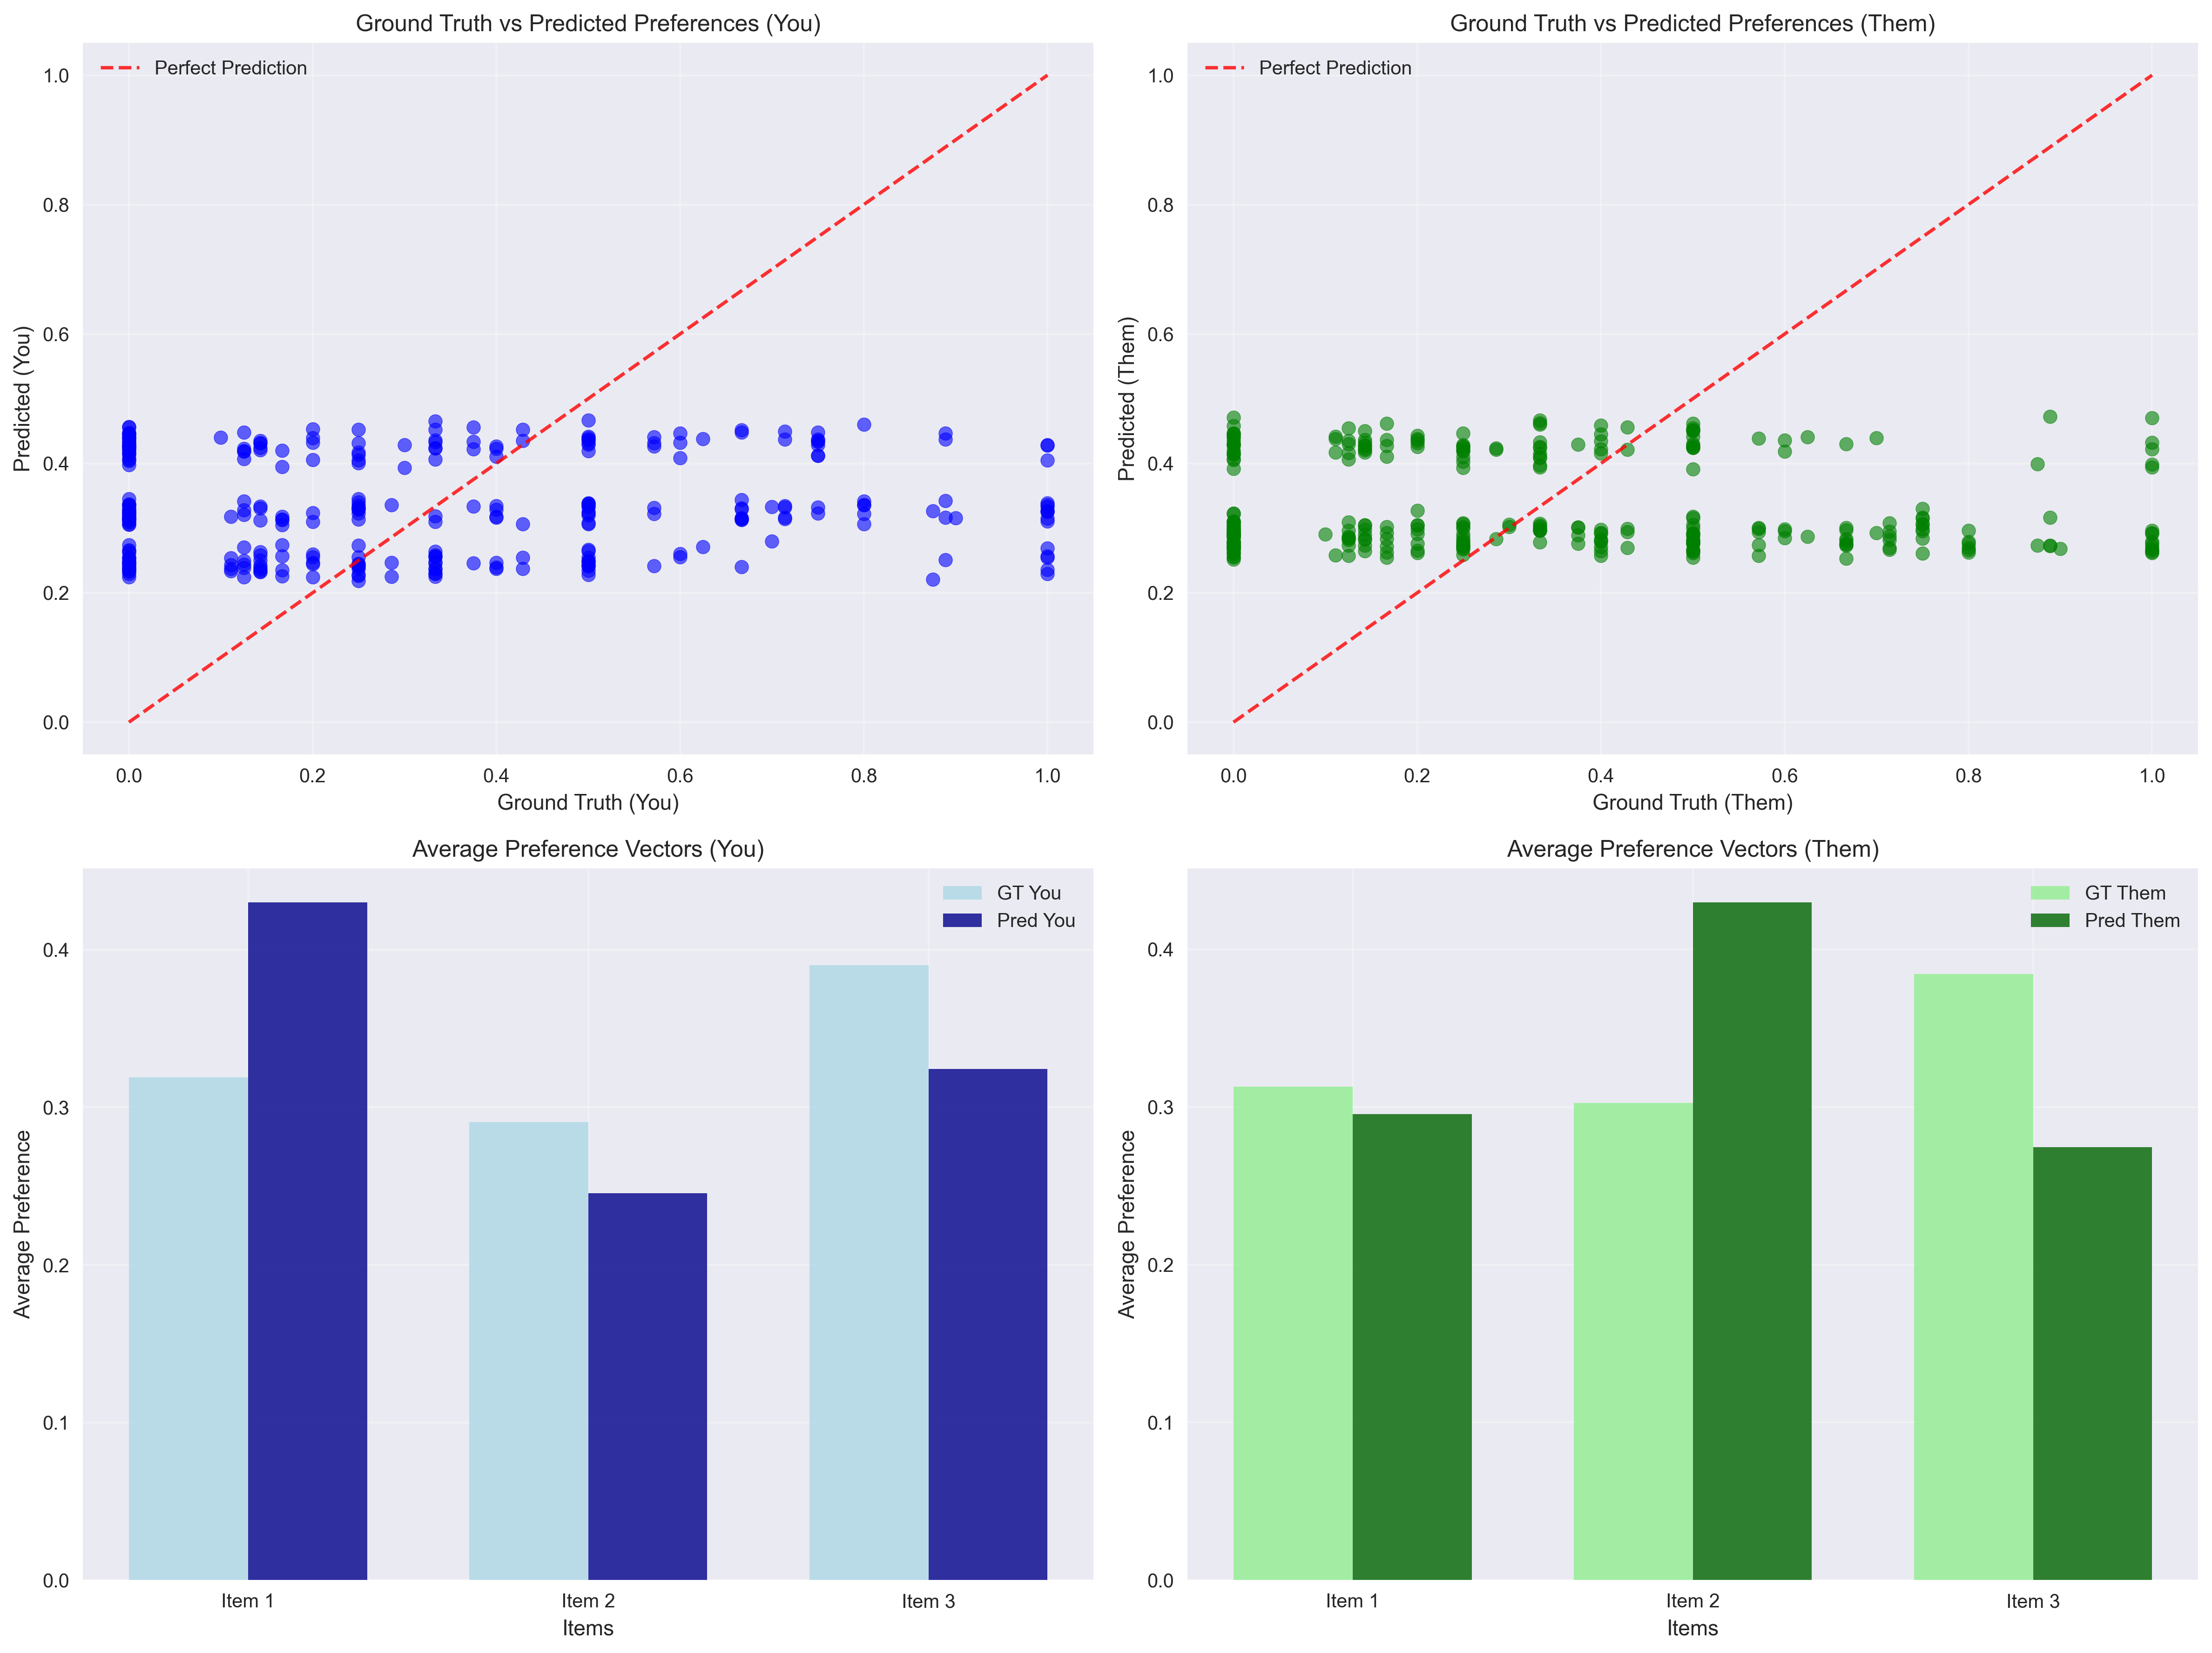 Ground Truth vs Predicted Preferences (You)
Perfect Prediction
1.0
0.8
0.6
0.4
0.2
0.0
Predicted (You)
0.0 0.2 0.4 0.6 0.8 1.0
Ground Truth (You)
Ground Truth vs Predicted Preferences (Them)
Perfect Prediction
1.0
0.8
0.6
0.4
0.2
0.0
Predicted (Them)
0.0 0.2 0.4 0.6 0.8 1.0
Ground Truth (Them)
Average Preference Vectors (You)
GT You
Pred You
0.4
0.3
0.2
0.1
0.0
Average Preference
Item 1 Item 2 Item 3
Items
Average Preference Vectors (Them)
GT Them
Pred Them
0.4
0.3
0.2
0.1
0.0
Average Preference
Item 1 Item 2 Item 3
Items